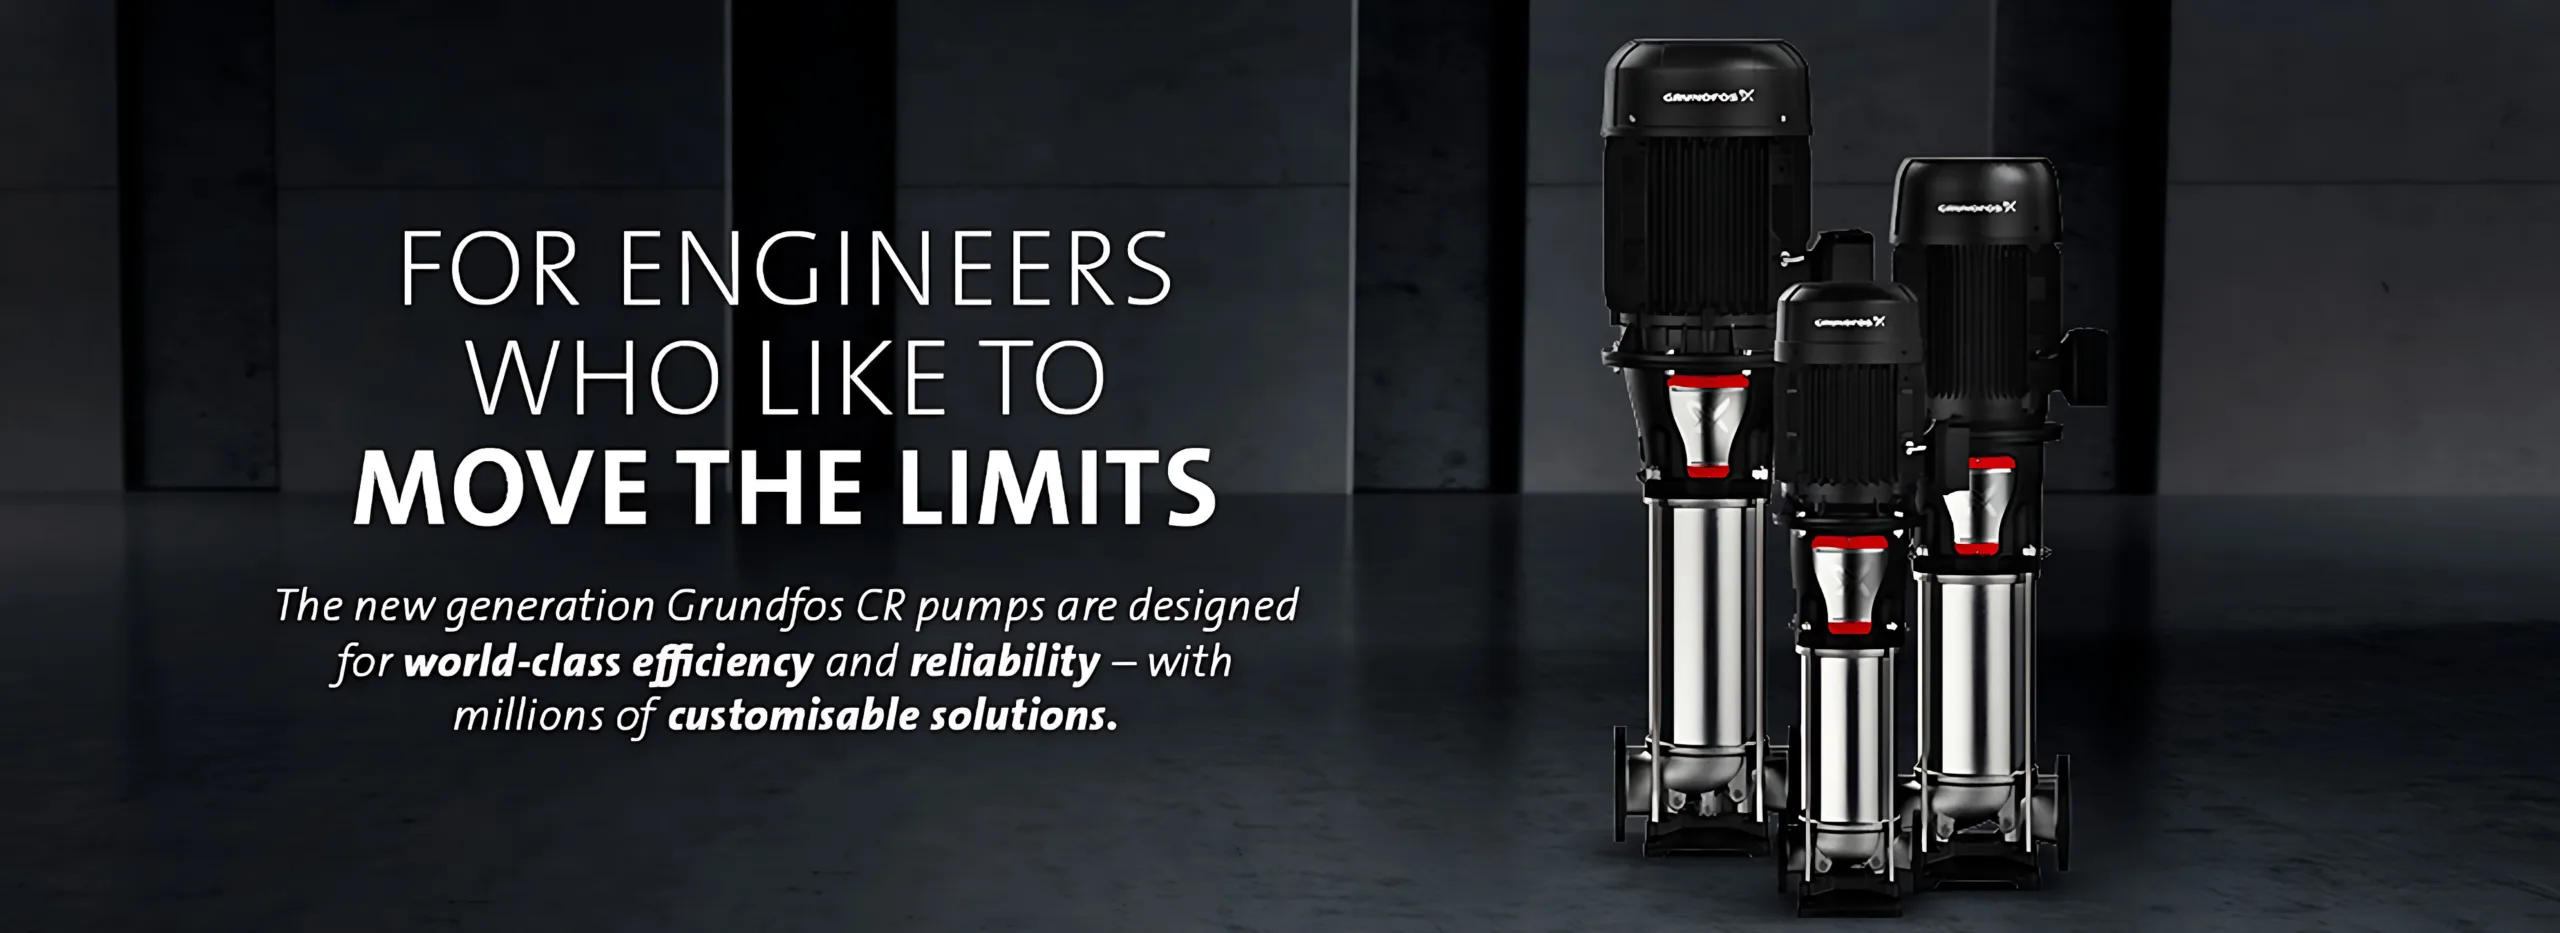 FOR ENGINEERS
WHO LIKE TO
MOVE THE LIMITS
The new generation Grundfos CR pumps are designed
for world-class efficiency and reliability – with
millions of customisable solutions.
GRUNDFOS
GRUNDFOS
GRUNDFOS